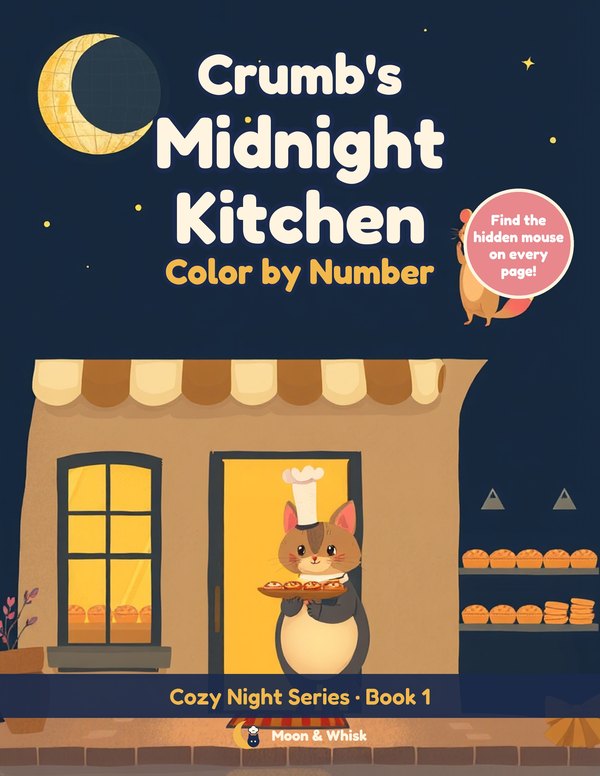 Crumb's
Midnight
Kitchen
Color by Number
Find the
hidden mouse
on every
page!
Cozy Night Series · Book 1
Moon & Whisk